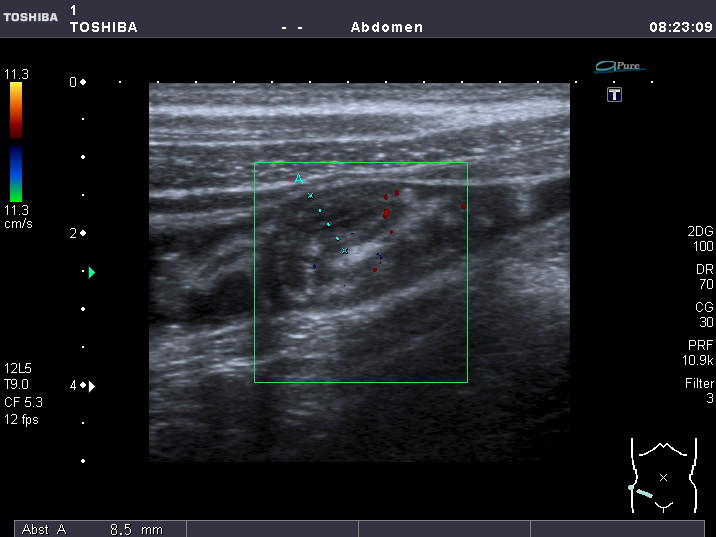 TOSHIBA
1
TOSHIBA - - Abdomen 08:23:09
aPure
T
11.3
11.3
cm/s
0
2
4
A
2DG
100
DR
70
CG
30
PRF
10.9k
Filter
3
12L5
T9.0
CF 5.3
12 fps
Abst A 8.5 mm